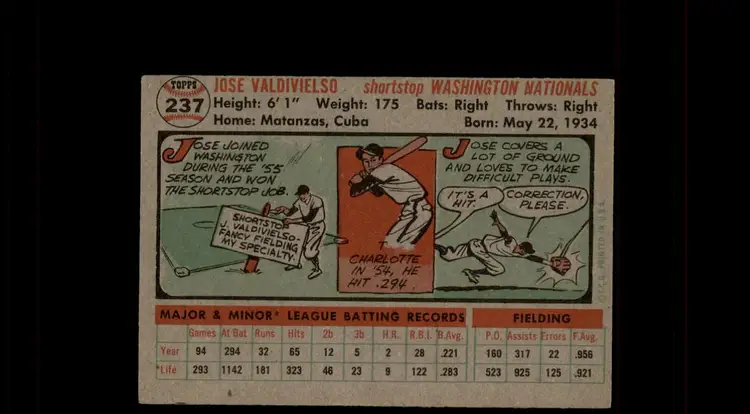 TOPPS
237
JOSE VALDIVIELSO shortstop WASHINGTON NATIONALS
Height: 6' 1" Weight: 175 Bats: Right Throws: Right
Home: Matanzas, Cuba Born: May 22, 1934
JOSE JOINED
WASHINGTON
DURING THE '55
SEASON AND WON
THE SHORTSTOP JOB.
SHORTSTOP
J. VALDIVIELSO-
FANCY FIELDING
MY SPECIALTY.
T
CHARLOTTE
IN '54, HE
HIT .294.
JOSE COVERS A
LOT OF GROUND
AND LOVES TO MAKE
DIFFICULT PLAYS.
IT'S A
HIT.
CORRECTION,
PLEASE.
©T.C.G. PRINTED IN U.S.A.
MAJOR & MINOR* LEAGUE BATTING RECORDS FIELDING
Games At Bat Runs Hits 2b 3b H.R. R.B.I. B.Avg. P.O. Assists Errors F.Avg.
Year 94 294 32 65 12 5 2 28 .221 160 317 22 .956
*Life 293 1142 181 323 46 23 9 122 .283 523 925 125 .921